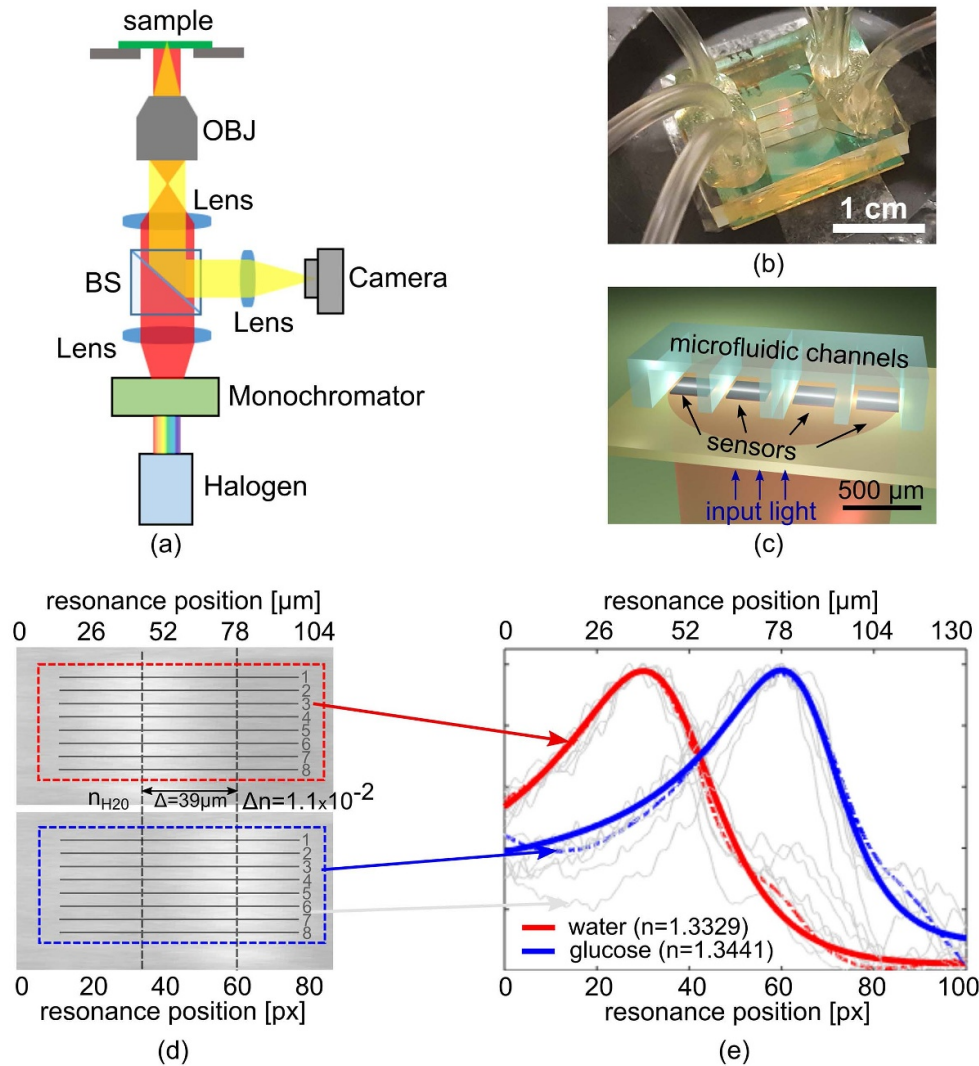 sample
OBJ
Lens
BS
Camera
Lens
Lens
Monochromator
Halogen
(a)
1 cm
(b)
microfluidic channels
sensors
500 µm
input light
(c)
resonance position [µm]
0 26 52 78 104
1
2
3
4
5
6
7
8
nH20 Δ=39µm Δn=1.1x10-2
1
2
3
4
5
6
7
8
0 20 40 60 80
resonance position [px]
(d)
resonance position [µm]
0 26 52 78 104 130
water (n=1.3329)
glucose (n=1.3441)
0 20 40 60 80 100
resonance position [px]
(e)